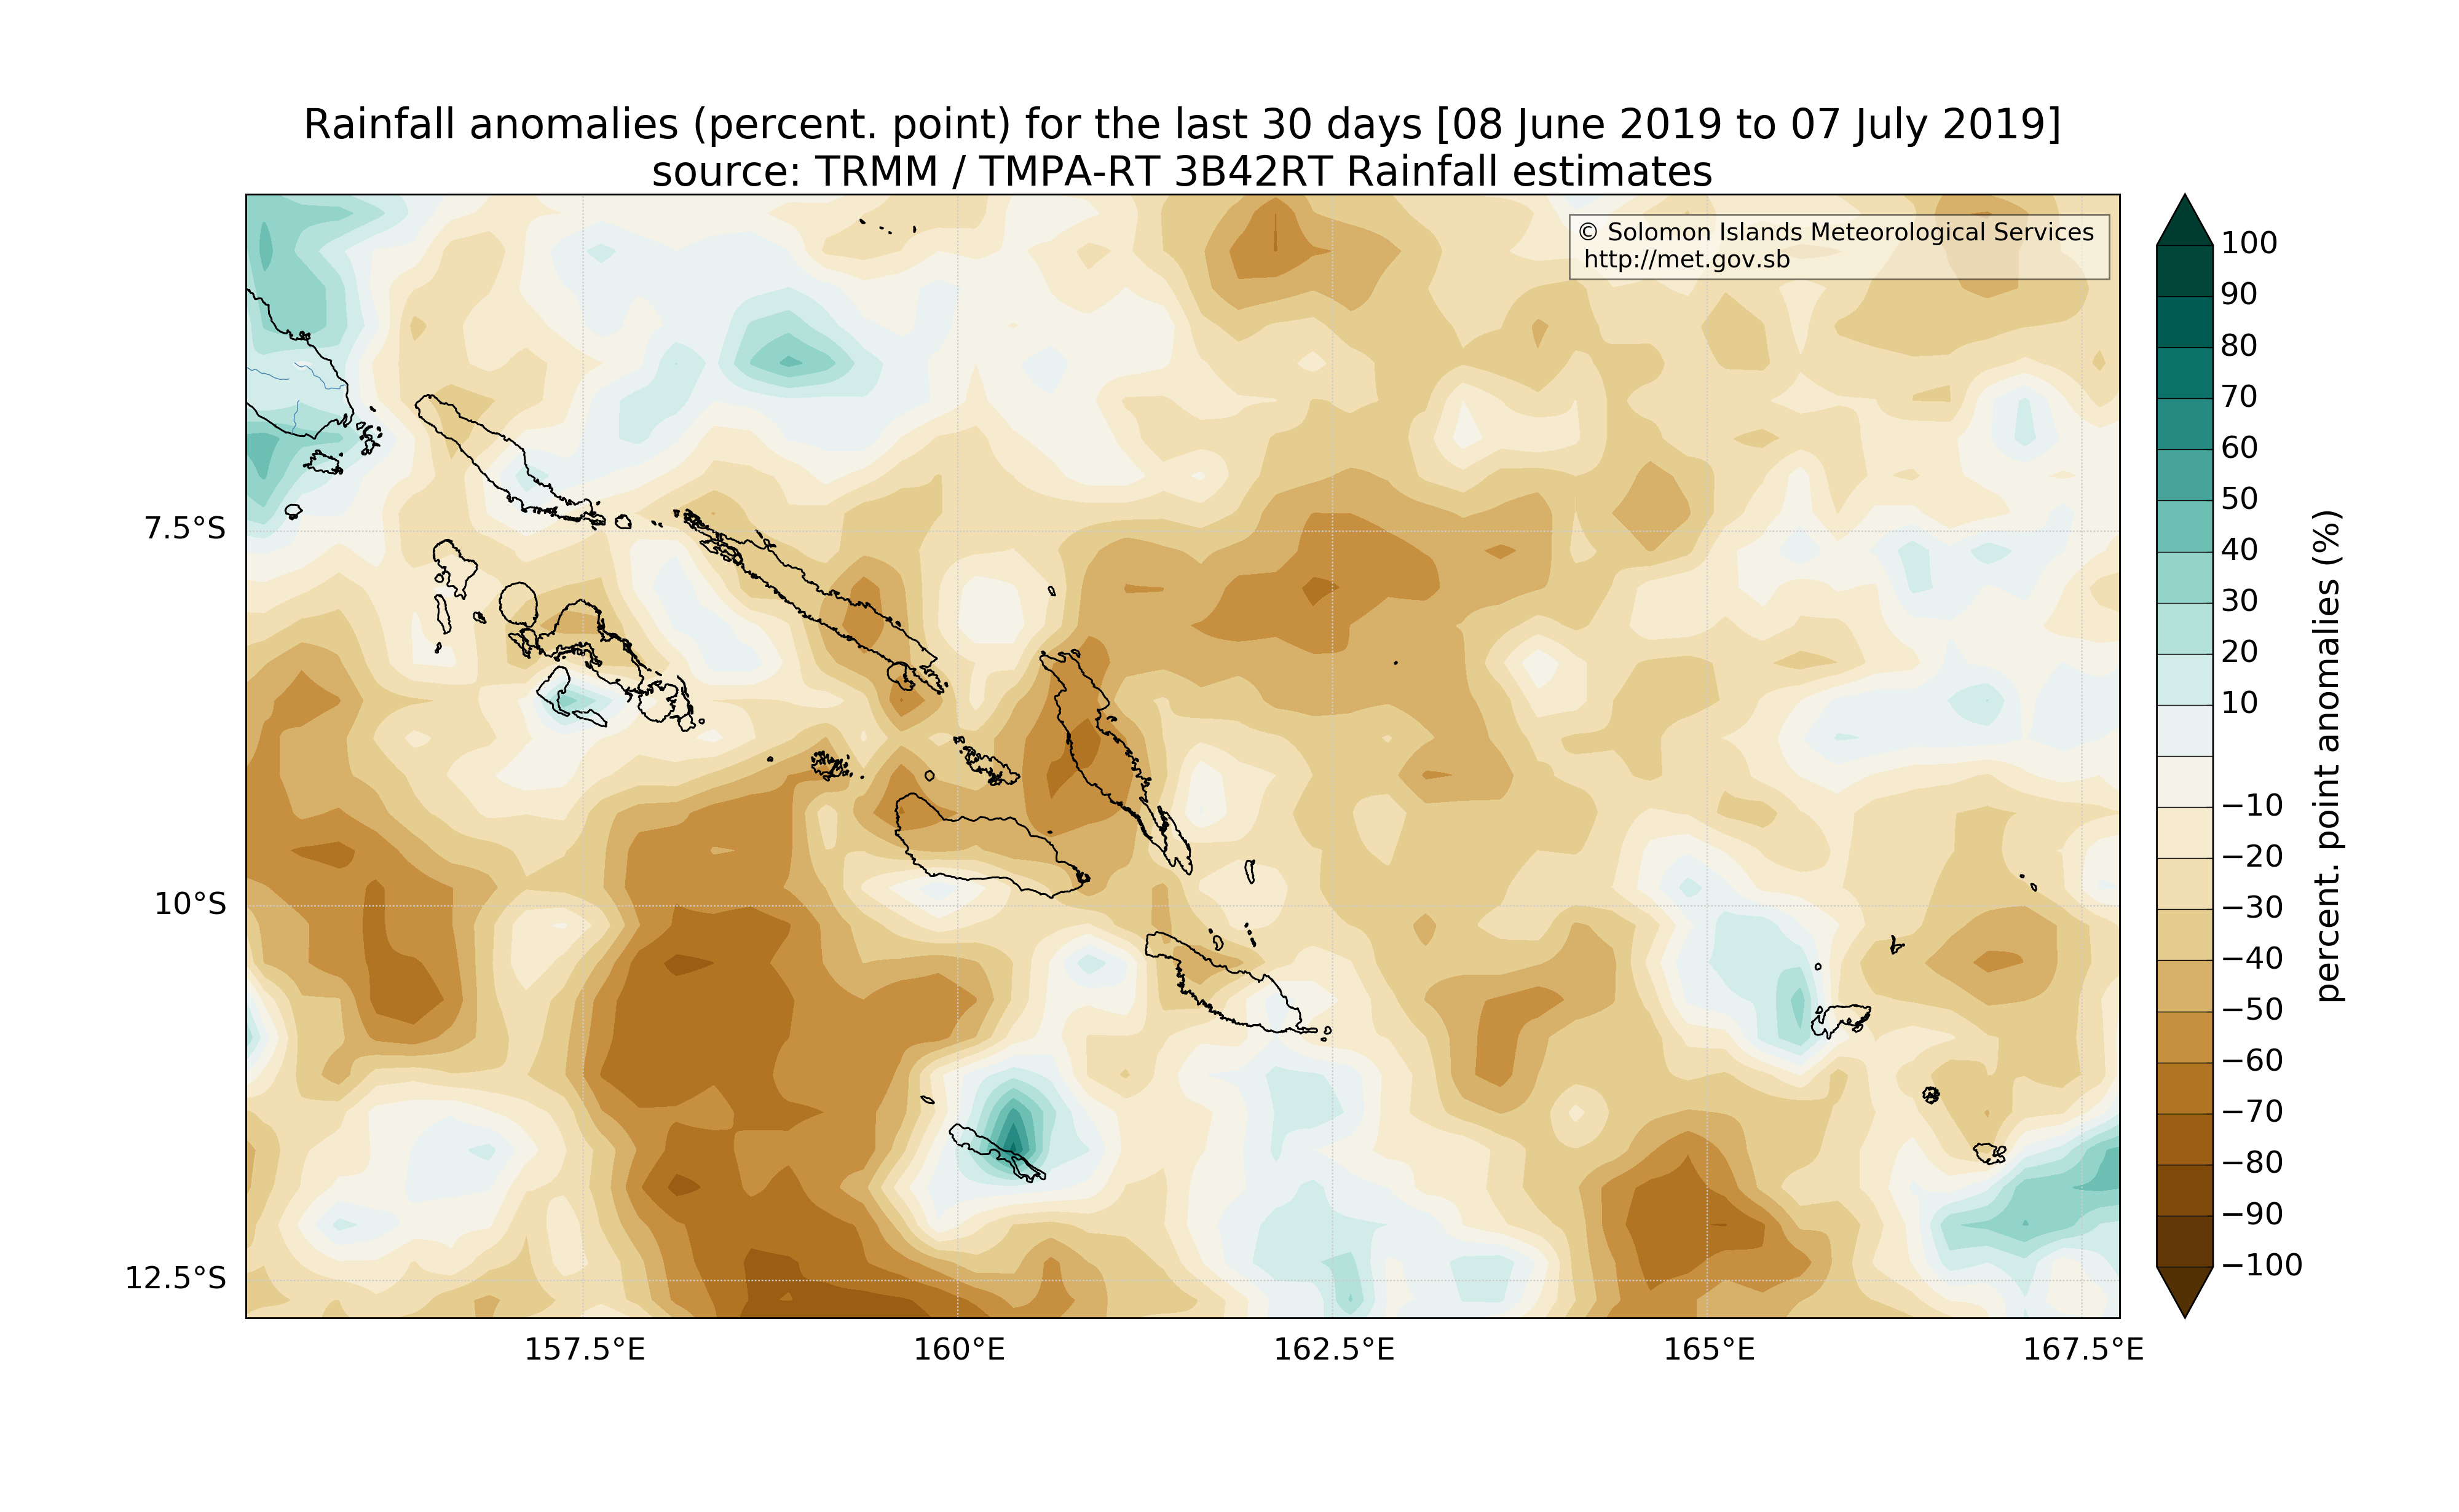 Rainfall anomalies (percent. point) for the last 30 days [08 June 2019 to 07 July 2019]
source: TRMM / TMPA-RT 3B42RT Rainfall estimates
© Solomon Islands Meteorological Services
http://met.gov.sb
7.5°S
10°S
12.5°S
157.5°E
160°E
162.5°E
165°E
167.5°E
100
90
80
70
60
50
40
30
20
10
−10
−20
−30
−40
−50
−60
−70
−80
−90
−100
percent. point anomalies (%)